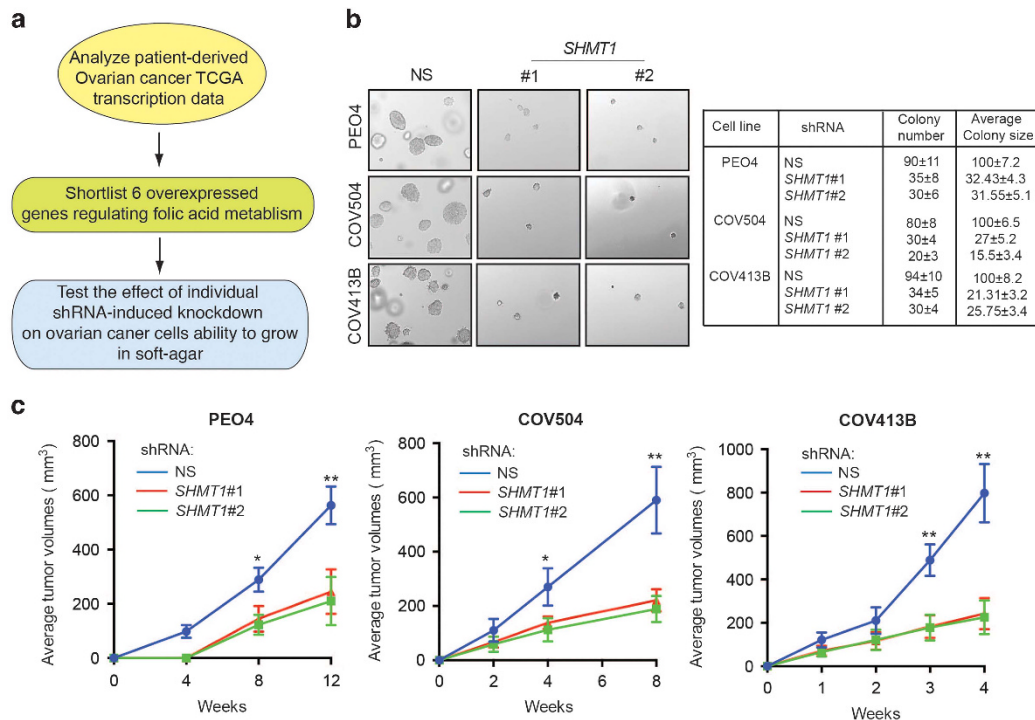 a
Analyze patient-derived
Ovarian cancer TCGA
transcription data
Shortlist 6 overexpressed
genes regulating folic acid metablism
Test the effect of individual
shRNA-induced knockdown
on ovarian caner cells ability to grow
in soft-agar
b
SHMT1
NS #1 #2
PEO4
COV504
COV413B
Cell line shRNA Colony number Average Colony size
PEO4 NS 90±11 100±7.2
SHMT1#1 35±8 32.43±4.3
SHMT1#2 30±6 31.55±5.1
COV504 NS 80±8 100±6.5
SHMT1 #1 30±4 27±5.2
SHMT1 #2 20±3 15.5±3.4
COV413B NS 94±10 100±8.2
SHMT1 #1 34±5 21.31±3.2
SHMT1 #2 30±4 25.75±3.4
c
PEO4
Average tumor volumes ( mm³)
800
600
400
200
0
shRNA:
NS
SHMT1#1
SHMT1#2
*
**
0 4 8 12
Weeks
COV504
Average tumor volumes ( mm³)
800
600
400
200
0
shRNA:
NS
SHMT1#1
SHMT1#2
*
**
0 2 4 6 8
Weeks
COV413B
Average tumor volumes ( mm³)
1000
800
600
400
200
0
shRNA:
NS
SHMT1#1
SHMT1#2
**
**
0 1 2 3 4
Weeks